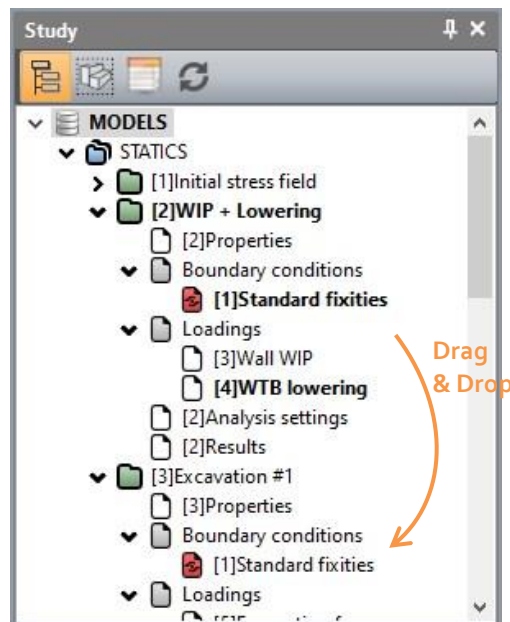 Study
MODELS
STATICS
[1]Initial stress field
[2]WIP + Lowering
[2]Properties
Boundary conditions
[1]Standard fixities
Loadings
[3]Wall WIP
[4]WTB lowering
Drag
& Drop
[2]Analysis settings
[2]Results
[3]Excavation #1
[3]Properties
Boundary conditions
[1]Standard fixities
Loadings